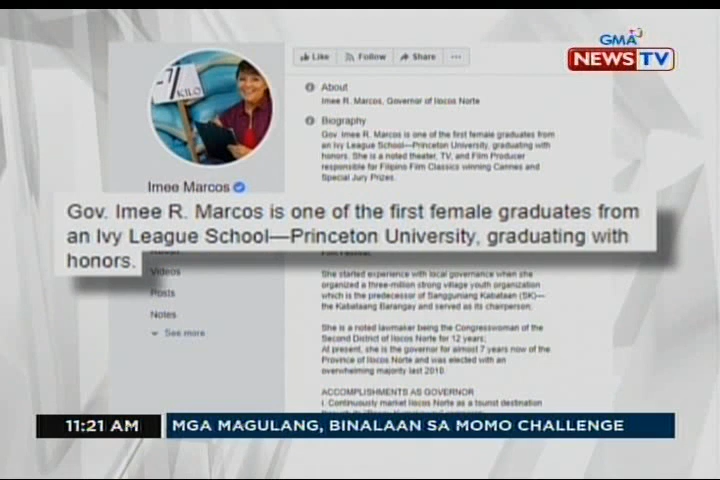 GMA
NEWS TV
Like Follow Share ...
-7
KILO
About
Imee R. Marcos, Governor of Ilocos Norte
Biography
Gov. Imee R. Marcos is one of the first female graduates from
an Ivy League School—Princeton University, graduating with
honors. She is a noted theater, TV, and Film Producer
responsible for Filipino Film Classics winning Cannes and
Special Jury Prizes.
Imee Marcos
Gov. Imee R. Marcos is one of the first female graduates from
an Ivy League School—Princeton University, graduating with
honors.
Film Festival.
Videos
Posts
Notes
See more
She started experience with local governance when she
organized a three-million strong village youth organization
which is the predecessor of Sangguniang Kabataan (SK)—
the Kabataang Barangay and served as its chairperson;
She is a noted lawmaker being the Congresswoman of the
Second District of Ilocos Norte for 12 years;
At present, she is the governor for almost 7 years now of the
Province of Ilocos Norte and was elected with an
overwhelming majority last 2010.
ACCOMPLISHMENTS AS GOVERNOR
i. Continuously market Ilocos Norte as a tourist destination
11:21 AM
MGA MAGULANG, BINALAAN SA MOMO CHALLENGE